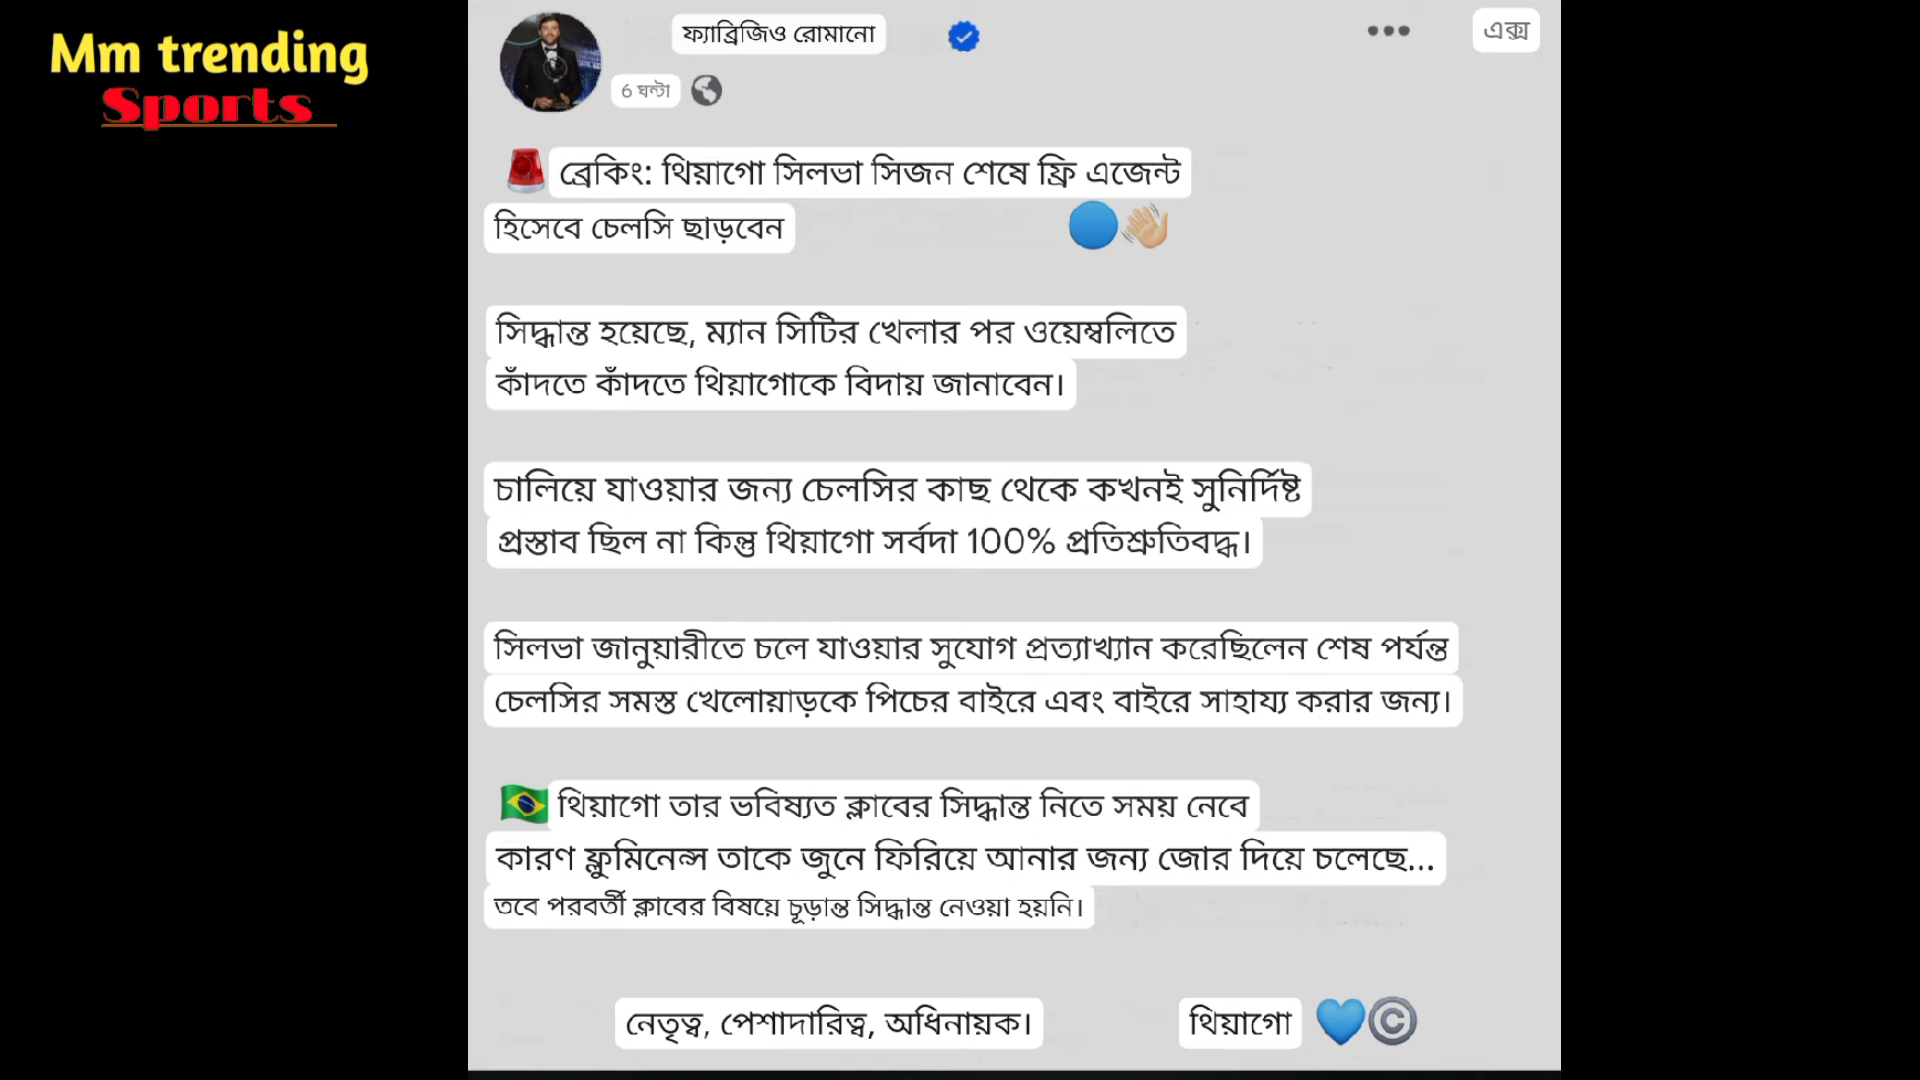 Mm trending
Sports
ফ্যাব্রিজিও রোমানো
এক্স
6 ঘন্টা
ব্রেকিং: থিয়াগো সিলভা সিজন শেষে ফ্রি এজেন্ট
হিসেবে চেলসি ছাড়বেন
সিদ্ধান্ত হয়েছে, ম্যান সিটির খেলার পর ওয়েম্বলিতে
কাঁদতে কাঁদতে থিয়াগোকে বিদায় জানাবেন।
চালিয়ে যাওয়ার জন্য চেলসির কাছ থেকে কখনই সুনির্দিষ্ট
প্রস্তাব ছিল না কিন্তু থিয়াগো সর্বদা 100% প্রতিশ্রুতিবদ্ধ।
সিলভা জানুয়ারীতে চলে যাওয়ার সুযোগ প্রত্যাখ্যান করেছিলেন শেষ পর্যন্ত
চেলসির সমস্ত খেলোয়াড়কে পিচের বাইরে এবং বাইরে সাহায্য করার জন্য।
থিয়াগো তার ভবিষ্যত ক্লাবের সিদ্ধান্ত নিতে সময় নেবে
কারণ ফ্লুমিনেন্স তাকে জুনে ফিরিয়ে আনার জন্য জোর দিয়ে চলেছে...
তবে পরবর্তী ক্লাবের বিষয়ে চূড়ান্ত সিদ্ধান্ত নেওয়া হয়নি।
নেতৃত্ব, পেশাদারিত্ব, অধিনায়ক। থিয়াগো 💙©